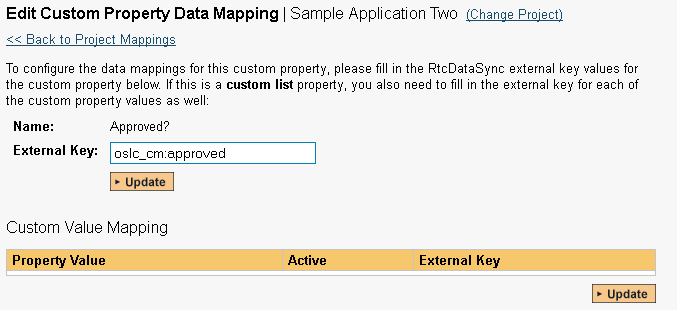 Edit Custom Property Data Mapping | Sample Application Two (Change Project)
<< Back to Project Mappings
To configure the data mappings for this custom property, please fill in the RtcDataSync external key values for
the custom property below. If this is a custom list property, you also need to fill in the external key for each of
the custom property values as well:
Name: Approved?
External Key: oslc_cm:approved
Update
Custom Value Mapping
Property Value Active External Key
Update